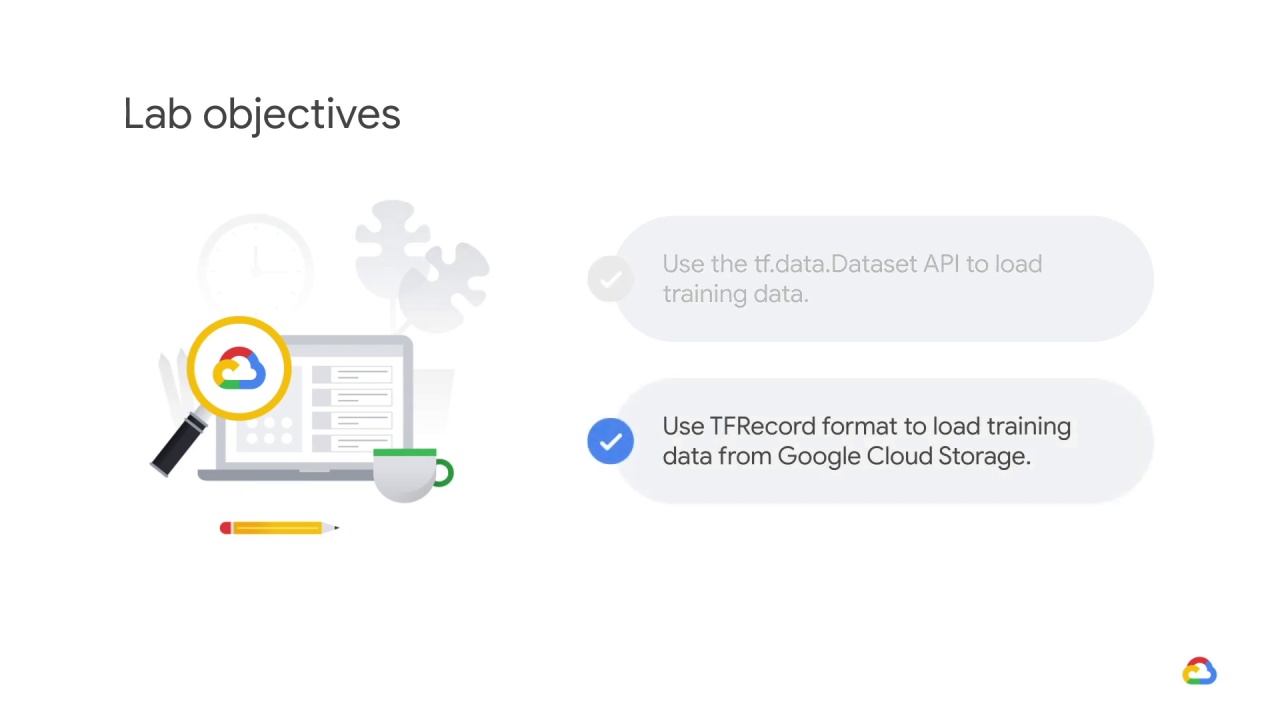 Lab objectives
Use the tf.data.Dataset API to load
training data.
Use TFRecord format to load training
data from Google Cloud Storage.